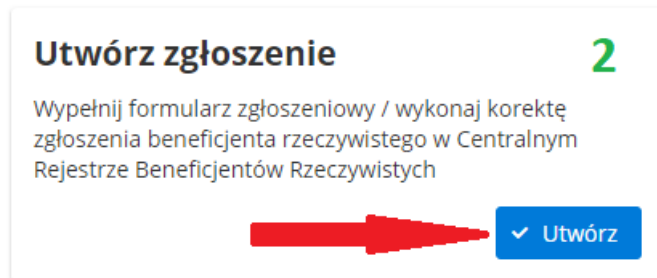 Utwórz zgłoszenie 2
Wypełnij formularz zgłoszeniowy / wykonaj korektę
zgłoszenia beneficjenta rzeczywistego w Centralnym
Rejestrze Beneficjentów Rzeczywistych
Utwórz